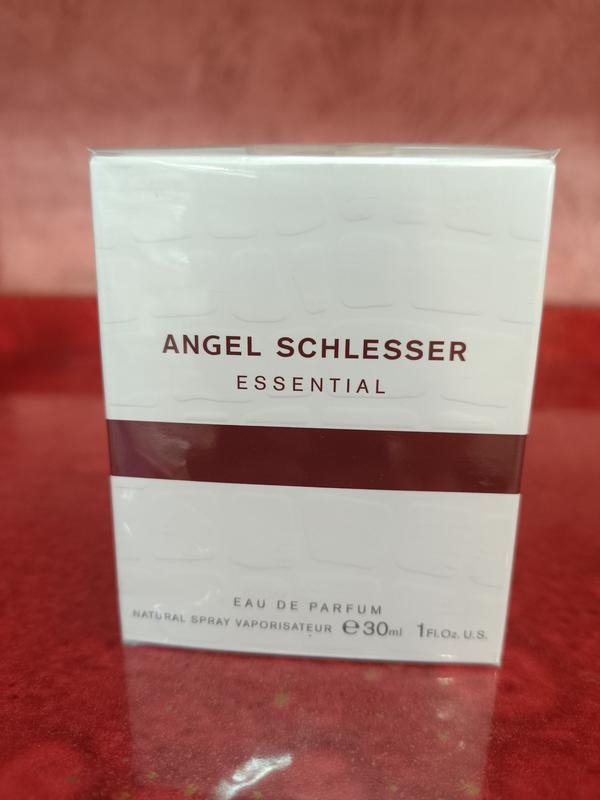 ANGEL SCHLESSER
ESSENTIAL
EAU DE PARFUM
NATURAL SPRAY VAPORISATEUR ℮30ml 1Fl.Oz. U.S.